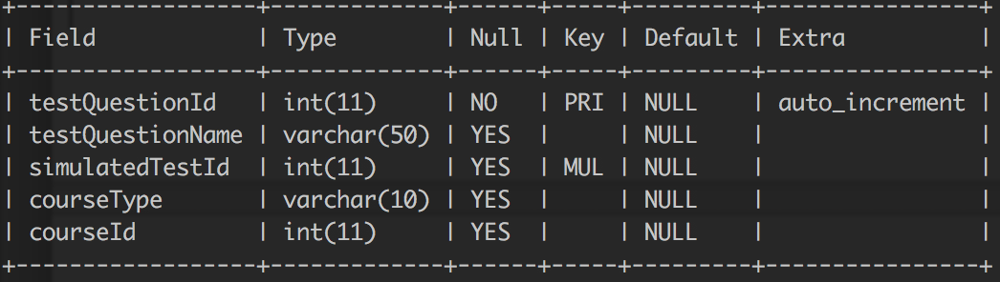 +------------------+-------------+------+-----+---------+----------------+
| Field            | Type        | Null | Key | Default | Extra          |
+------------------+-------------+------+-----+---------+----------------+
| testQuestionId   | int(11)     | NO   | PRI | NULL    | auto_increment |
| testQuestionName | varchar(50) | YES  |     | NULL    |                |
| simulatedTestId  | int(11)     | YES  | MUL | NULL    |                |
| courseType       | varchar(10) | YES  |     | NULL    |                |
| courseId         | int(11)     | YES  |     | NULL    |                |
+------------------+-------------+------+-----+---------+----------------+